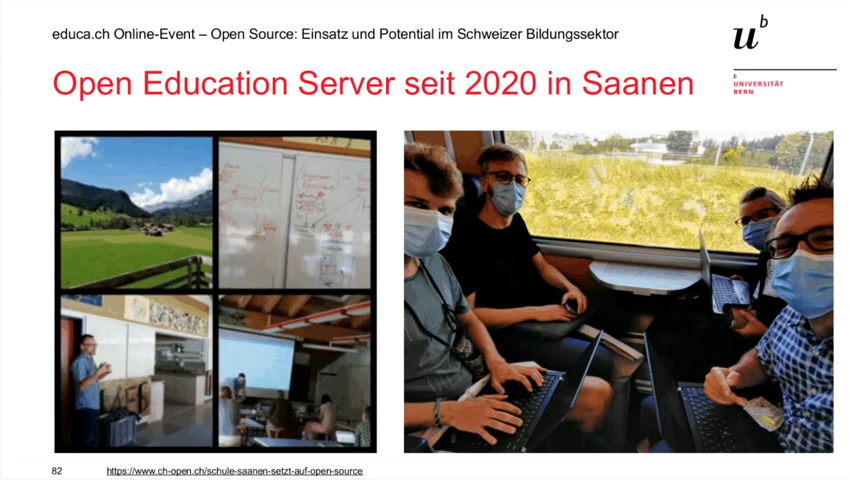 educa.ch Online-Event – Open Source: Einsatz und Potential im Schweizer Bildungssektor
u^b
Open Education Server seit 2020 in Saanen
b
UNIVERSITÄT
BERN
82 https://www.ch-open.ch/schule-saanen-setzt-auf-open-source